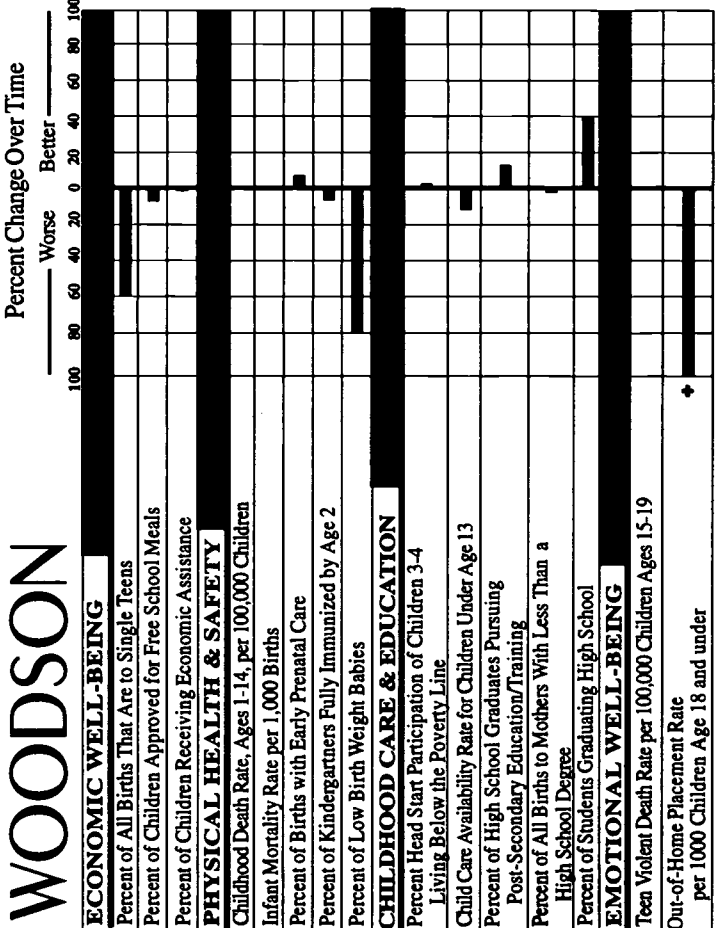 WOODSON
Percent Change Over Time
Worse Better
100 80 60 40 20 0 20 40 60 80 100
ECONOMIC WELL-BEING
Percent of All Births That Are to Single Teens
Percent of Children Approved for Free School Meals
Percent of Children Receiving Economic Assistance
PHYSICAL HEALTH & SAFETY
Childhood Death Rate, Ages 1-14, per 100,000 Children
Infant Mortality Rate per 1,000 Births
Percent of Births with Early Prenatal Care
Percent of Kindergartners Fully Immunized by Age 2
Percent of Low Birth Weight Babies
CHILDHOOD CARE & EDUCATION
Percent Head Start Participation of Children 3-4
Living Below the Poverty Line
Child Care Availability Rate for Children Under Age 13
Percent of High School Graduates Pursuing
Post-Secondary Education/Training
Percent of All Births to Mothers With Less Than a
High School Degree
Percent of Students Graduating High School
EMOTIONAL WELL-BEING
Teen Violent Death Rate per 100,000 Children Ages 15-19
Out-of-Home Placement Rate
per 1000 Children Age 18 and under
+